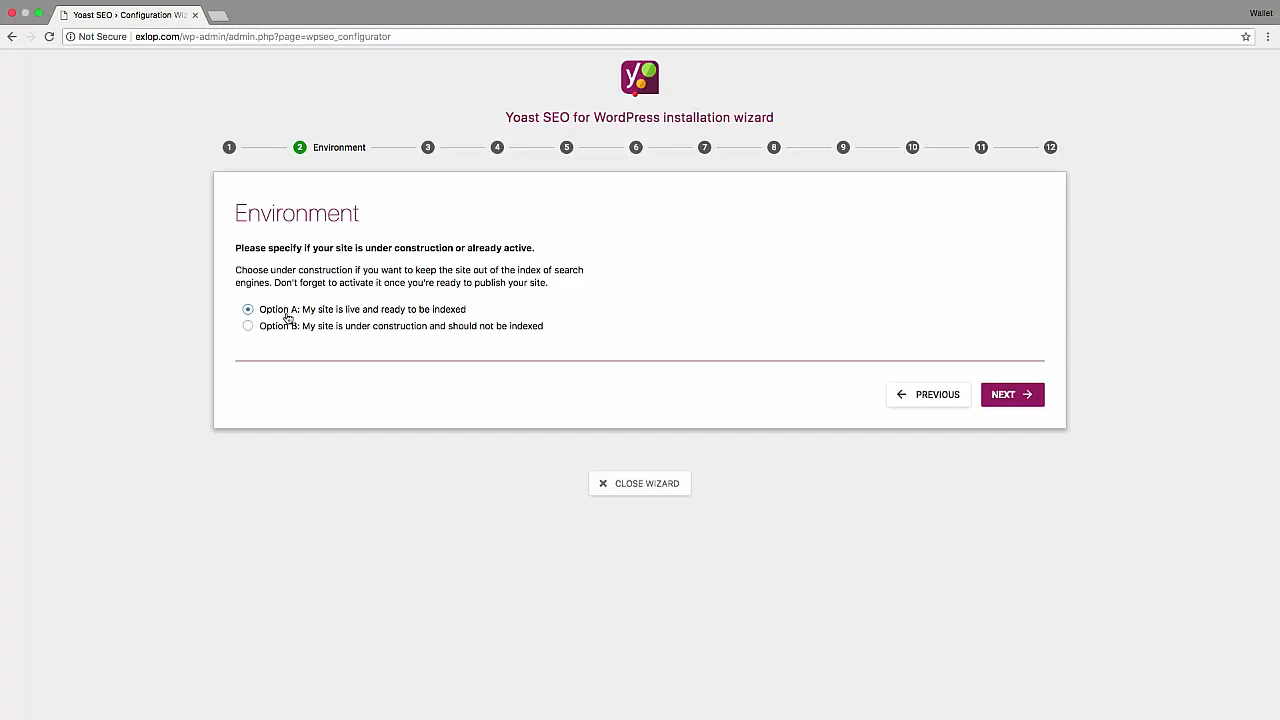 Yoast SEO › Configuration Wiz
Wallet
Not Secure | exlop.com/wp-admin/admin.php?page=wpseo_configurator
y
Yoast SEO for WordPress installation wizard
1 2 Environment 3 4 5 6 7 8 9 10 11 12
Environment
Please specify if your site is under construction or already active.
Choose under construction if you want to keep the site out of the index of search
engines. Don't forget to activate it once you're ready to publish your site.
Option A: My site is live and ready to be indexed
Option B: My site is under construction and should not be indexed
PREVIOUS NEXT
CLOSE WIZARD